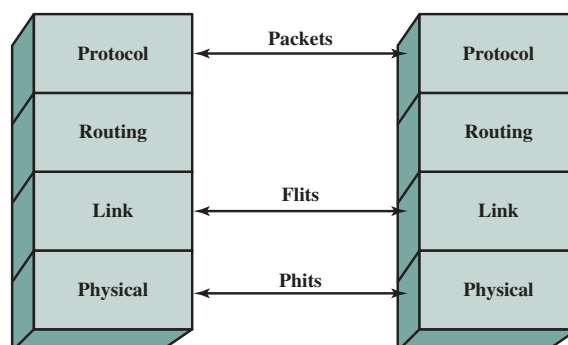 Protocol Packets Protocol
Routing Routing
Link Flits Link
Physical Phits Physical